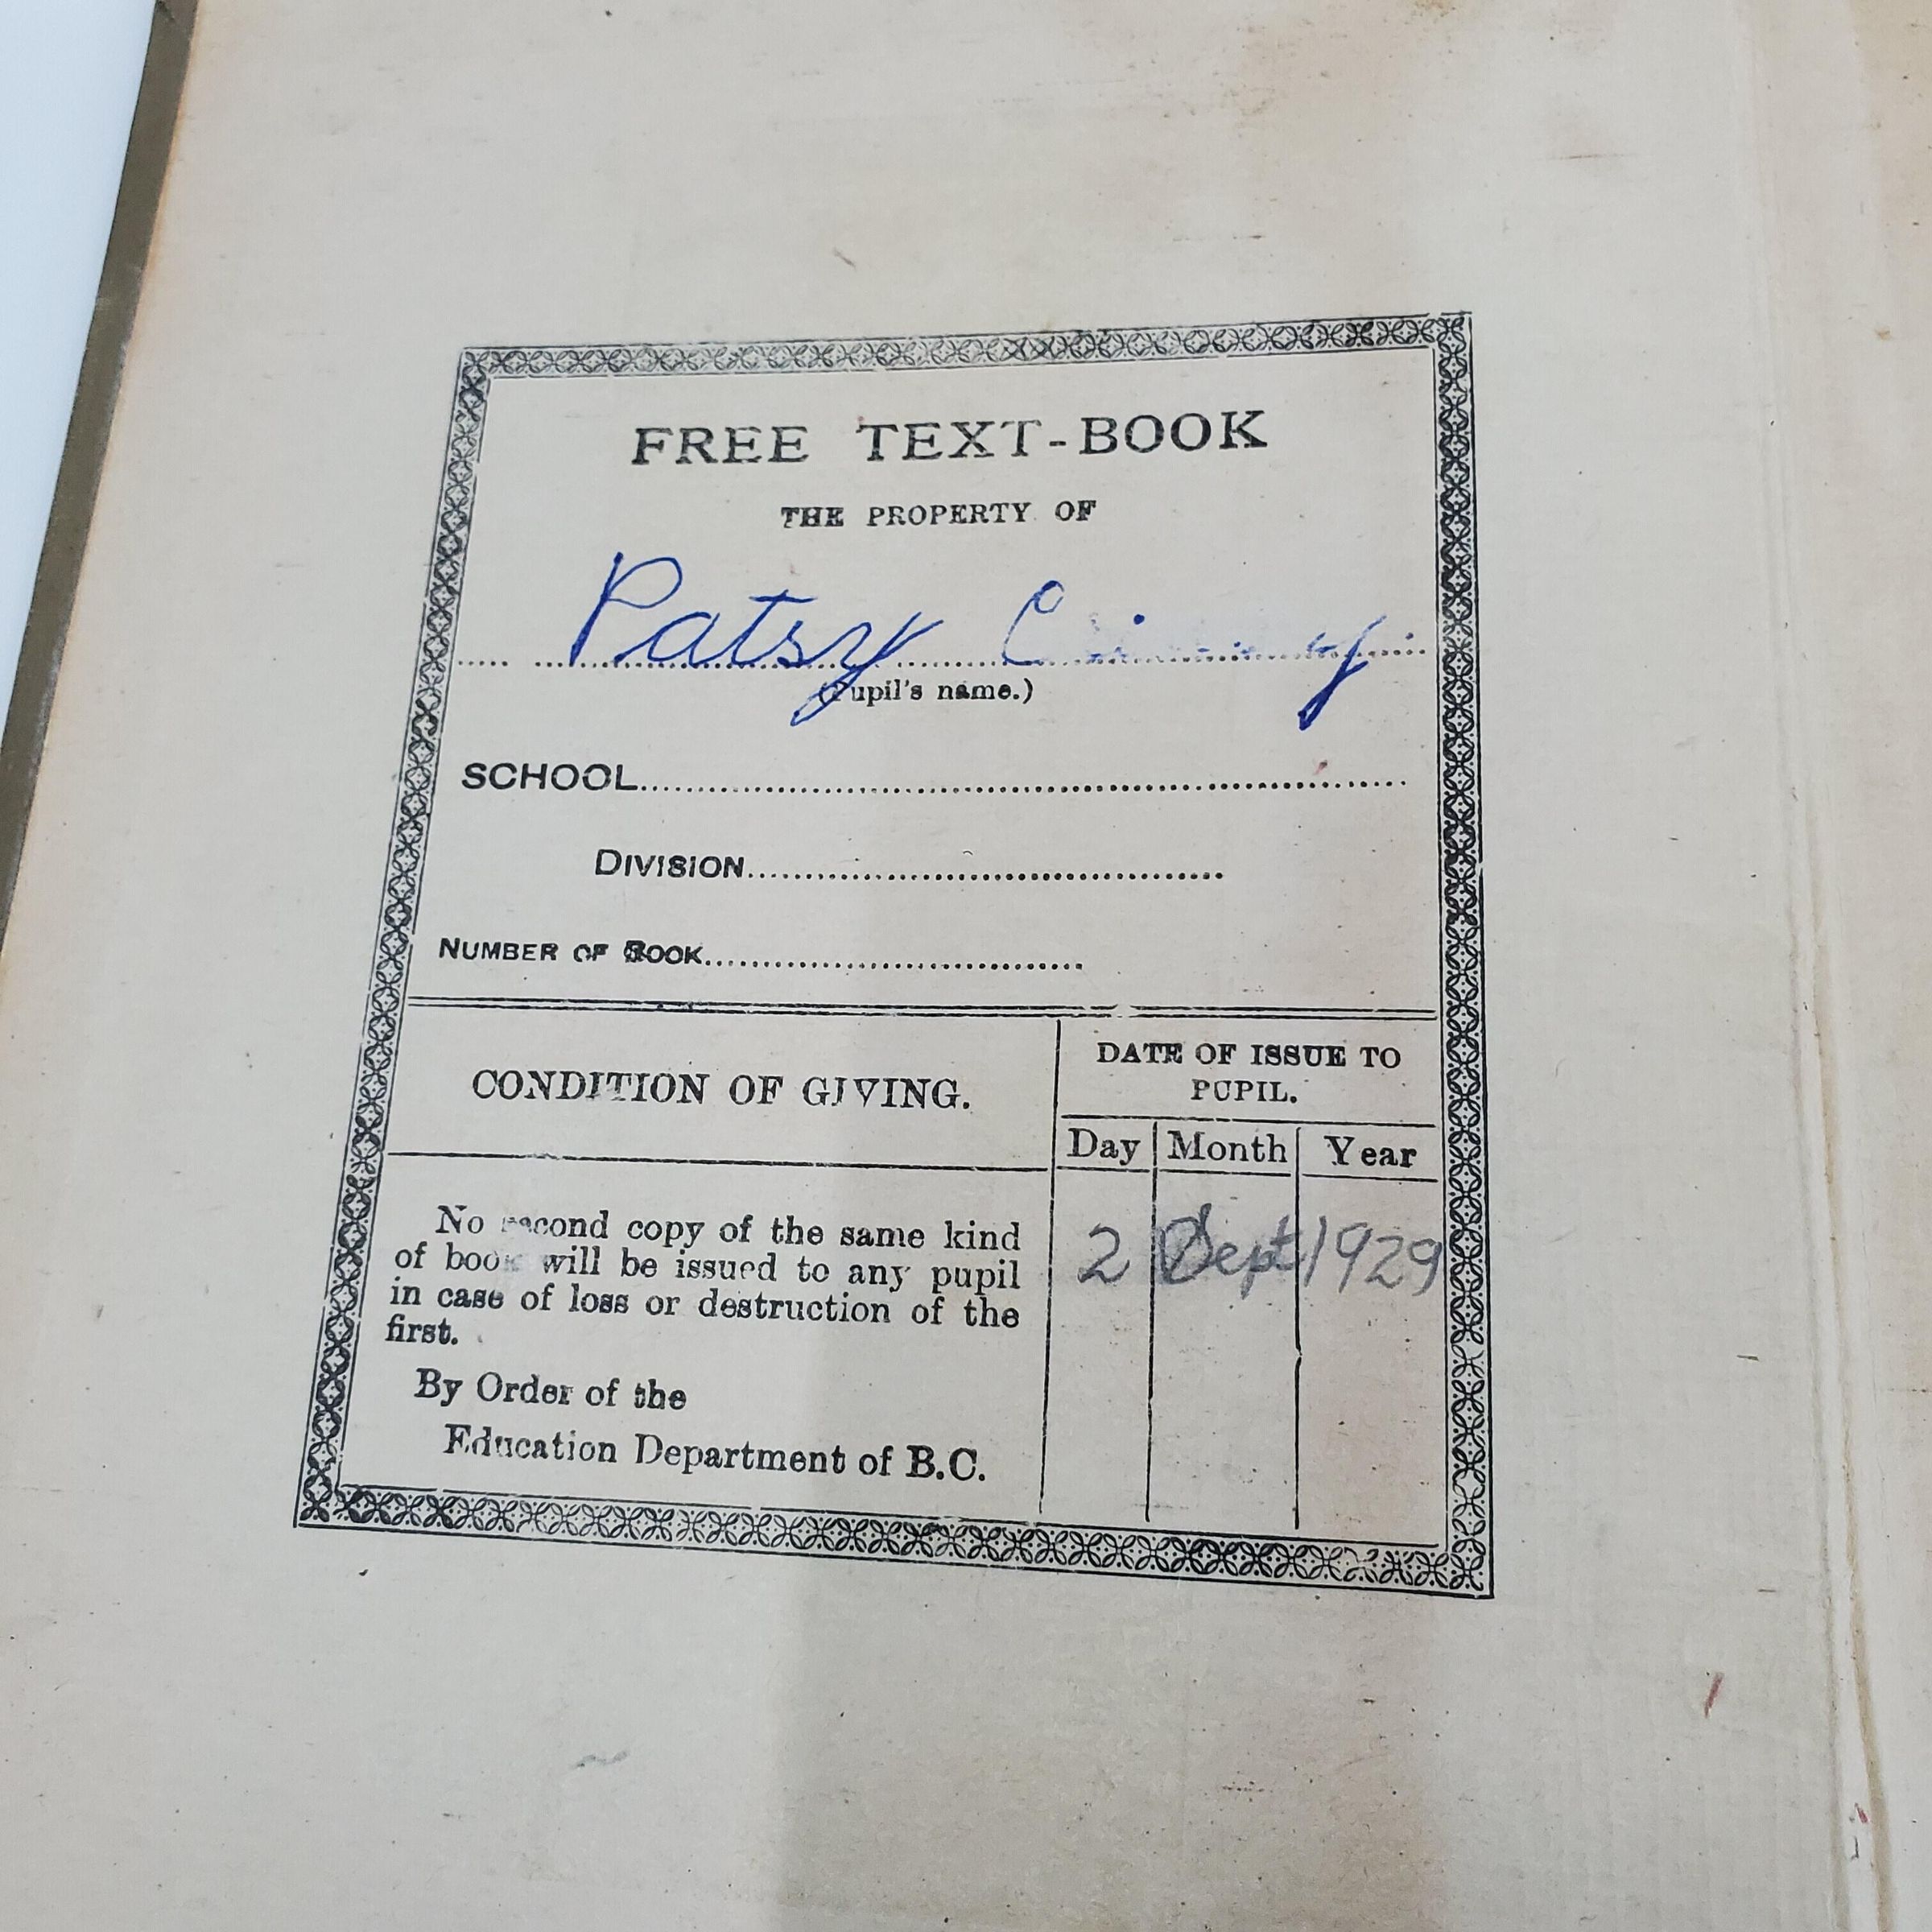 FREE TEXT-BOOK
THE PROPERTY OF
Patsy
(Pupil's name.)
SCHOOL
DIVISION
NUMBER OF BOOK
CONDITION OF GIVING.
DATE OF ISSUE TO
PUPIL.
Day Month Year
2 Sept 1929
No second copy of the same kind
of book will be issued to any pupil
in case of loss or destruction of the
first.
By Order of the
Education Department of B.C.